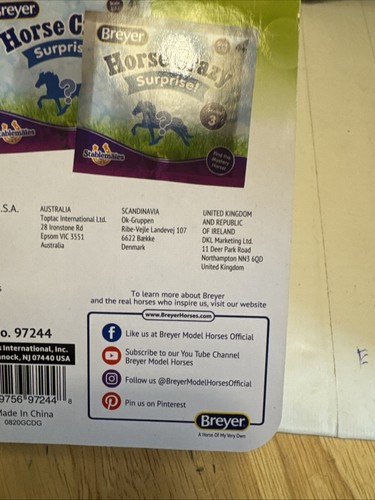 Breyer
Horse C
Surpris
Stablemates
Breyer
Horse Crazy
Surprise!
Stablemates
.S.A.
AUSTRALIA
Toptac International Ltd.
28 Ironstone Rd
Epsom VIC 3551
Australia
SCANDINAVIA
Ok-Gruppen
Ribe-Vejle Landevej 107
6622 Bække
Denmark
UNITED KINGDOM
AND REPUBLIC
OF IRELAND
DKL Marketing Ltd.
11 Deer Park Road
Northampton NN3 6QD
United Kingdom
To learn more about Breyer
and the real horses who inspire us, visit our website
www.BreyerHorses.com
Like us at Breyer Model Horses Official
Subscribe to our You Tube Channel
Breyer Model Horses
Follow us @BreyerModelHorsesOfficial
Pin us on Pinterest
Breyer
A Horse Of My Very Own
o. 97244
s International, Inc.
nnock, NJ 07440 USA
9756 97244 8
Made In China
0820GCDG
E